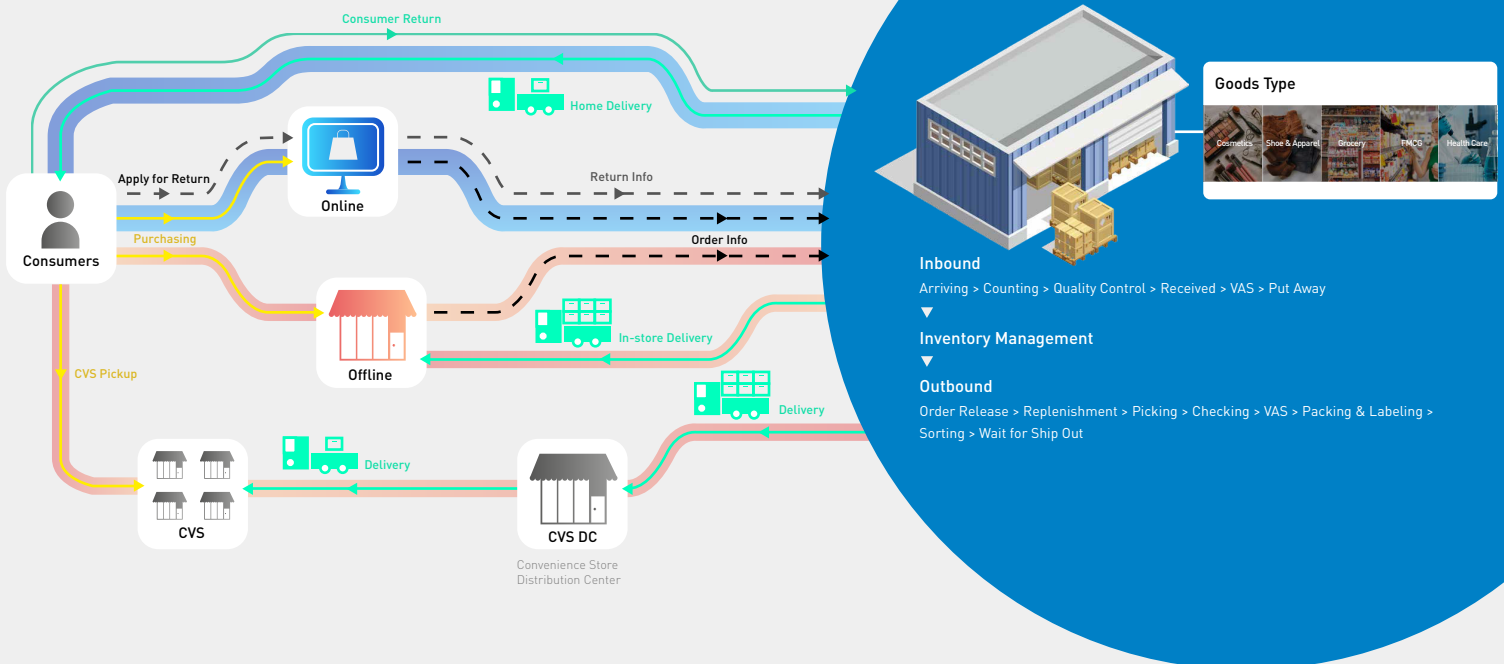 Consumer Return
Home Delivery
Goods Type
Cosmetics
Shoe & Apparel
Grocery
FMCG
Health Care
Apply for Return
Return Info
Online
Consumers
Purchasing
Order Info
Inbound
Arriving > Counting > Quality Control > Received > VAS > Put Away
In-store Delivery
Inventory Management
Offline
CVS Pickup
Outbound
Delivery
Order Release > Replenishment > Picking > Checking > VAS > Packing & Labeling >
Sorting > Wait for Ship Out
Delivery
CVS
CVS DC
Convenience Store
Distribution Center